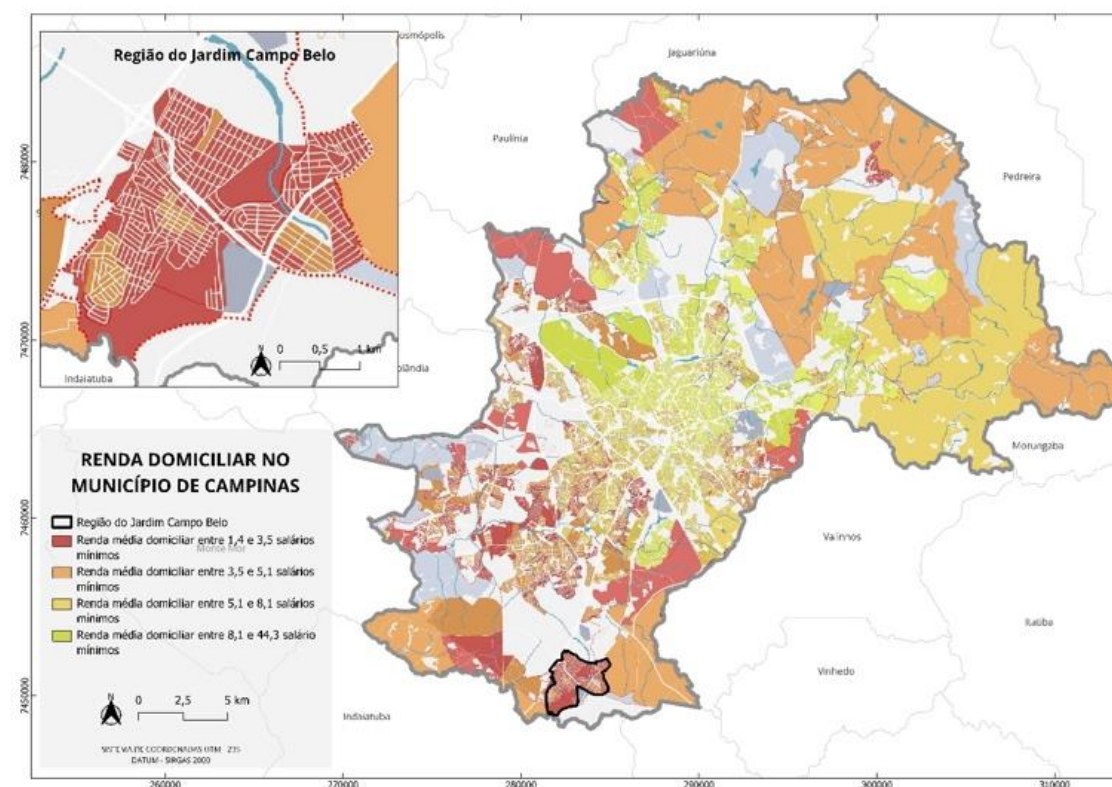 Região do Jardim Campo Belo
0 0,5 1 km
N
Indaiatuba
Jaguariúna
Paulínia
Pedreira
Morungaba
Valinhos
Itatiba
Vinhedo
Indaiatuba
Monte Mor
RENDA DOMICILIAR NO
MUNICÍPIO DE CAMPINAS
Região do Jardim Campo Belo
Renda média domiciliar entre 1,4 e 3,5 salários
mínimos
Renda média domiciliar entre 3,5 e 5,1 salários
mínimos
Renda média domiciliar entre 5,1 e 8,1 salários
mínimos
Renda média domiciliar entre 8,1 e 44,3 salário
mínimos
N
0 2,5 5 km
DATUM - SIRGAS 2000
7480000
7470000
7460000
7450000
260000 270000 280000 290000 300000